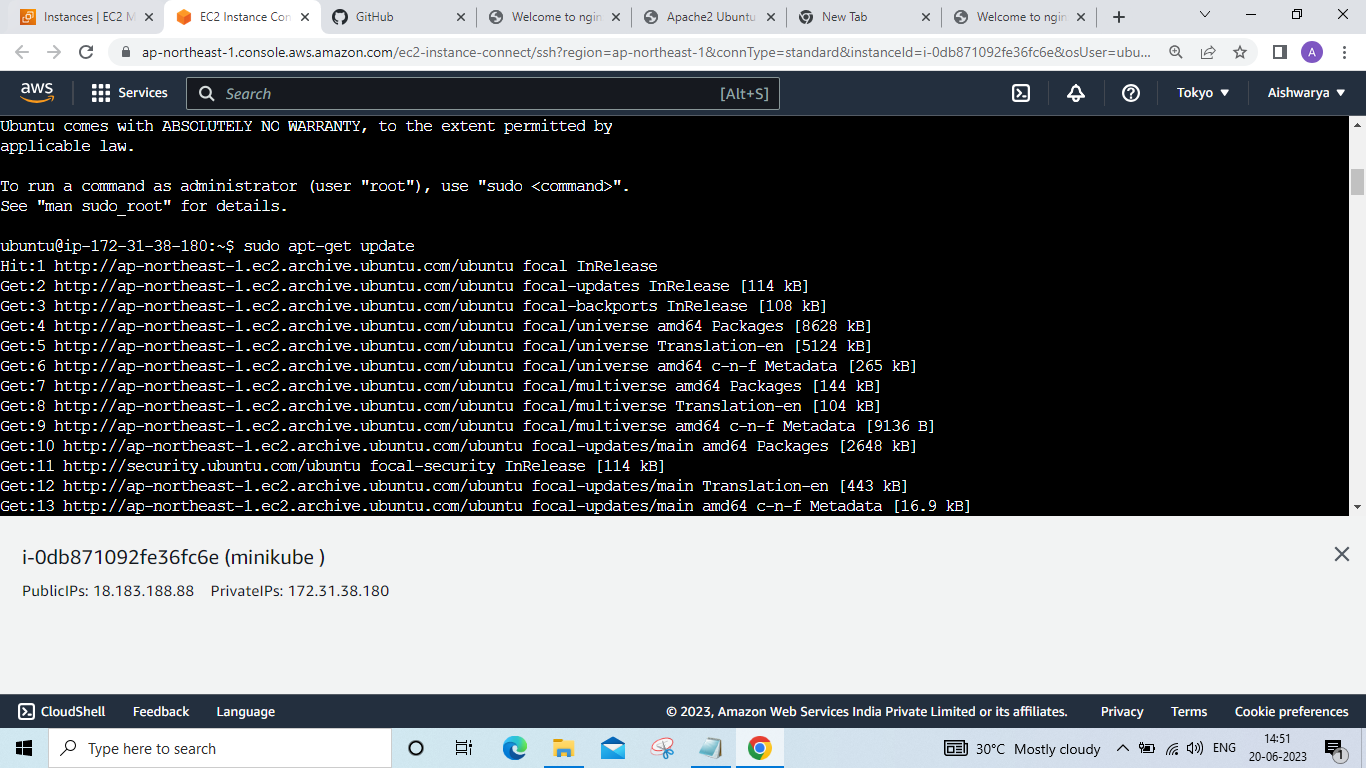 Instances | EC2 M
EC2 Instance Con
GitHub
Welcome to ngin
Apache2 Ubuntu
New Tab
Welcome to ngin
ap-northeast-1.console.aws.amazon.com/ec2-instance-connect/ssh?region=ap-northeast-1&connType=standard&instanceId=i-0db871092fe36fc6e&osUser=ubu...
A
aws
Services
Search
[Alt+S]
Tokyo
Aishwarya
Ubuntu comes with ABSOLUTELY NO WARRANTY, to the extent permitted by
applicable law.
To run a command as administrator (user "root"), use "sudo <command>".
See "man sudo_root" for details.
ubuntu@ip-172-31-38-180:~$ sudo apt-get update
Hit:1 http://ap-northeast-1.ec2.archive.ubuntu.com/ubuntu focal InRelease
Get:2 http://ap-northeast-1.ec2.archive.ubuntu.com/ubuntu focal-updates InRelease [114 kB]
Get:3 http://ap-northeast-1.ec2.archive.ubuntu.com/ubuntu focal-backports InRelease [108 kB]
Get:4 http://ap-northeast-1.ec2.archive.ubuntu.com/ubuntu focal/universe amd64 Packages [8628 kB]
Get:5 http://ap-northeast-1.ec2.archive.ubuntu.com/ubuntu focal/universe Translation-en [5124 kB]
Get:6 http://ap-northeast-1.ec2.archive.ubuntu.com/ubuntu focal/universe amd64 c-n-f Metadata [265 kB]
Get:7 http://ap-northeast-1.ec2.archive.ubuntu.com/ubuntu focal/multiverse amd64 Packages [144 kB]
Get:8 http://ap-northeast-1.ec2.archive.ubuntu.com/ubuntu focal/multiverse Translation-en [104 kB]
Get:9 http://ap-northeast-1.ec2.archive.ubuntu.com/ubuntu focal/multiverse amd64 c-n-f Metadata [9136 B]
Get:10 http://ap-northeast-1.ec2.archive.ubuntu.com/ubuntu focal-updates/main amd64 Packages [2648 kB]
Get:11 http://security.ubuntu.com/ubuntu focal-security InRelease [114 kB]
Get:12 http://ap-northeast-1.ec2.archive.ubuntu.com/ubuntu focal-updates/main Translation-en [443 kB]
Get:13 http://ap-northeast-1.ec2.archive.ubuntu.com/ubuntu focal-updates/main amd64 c-n-f Metadata [16.9 kB]
i-0db871092fe36fc6e (minikube )
PublicIPs: 18.183.188.88 PrivateIPs: 172.31.38.180
CloudShell
Feedback
Language
© 2023, Amazon Web Services India Private Limited or its affiliates.
Privacy
Terms
Cookie preferences
Type here to search
30°C Mostly cloudy
ENG
14:51
20-06-2023
1